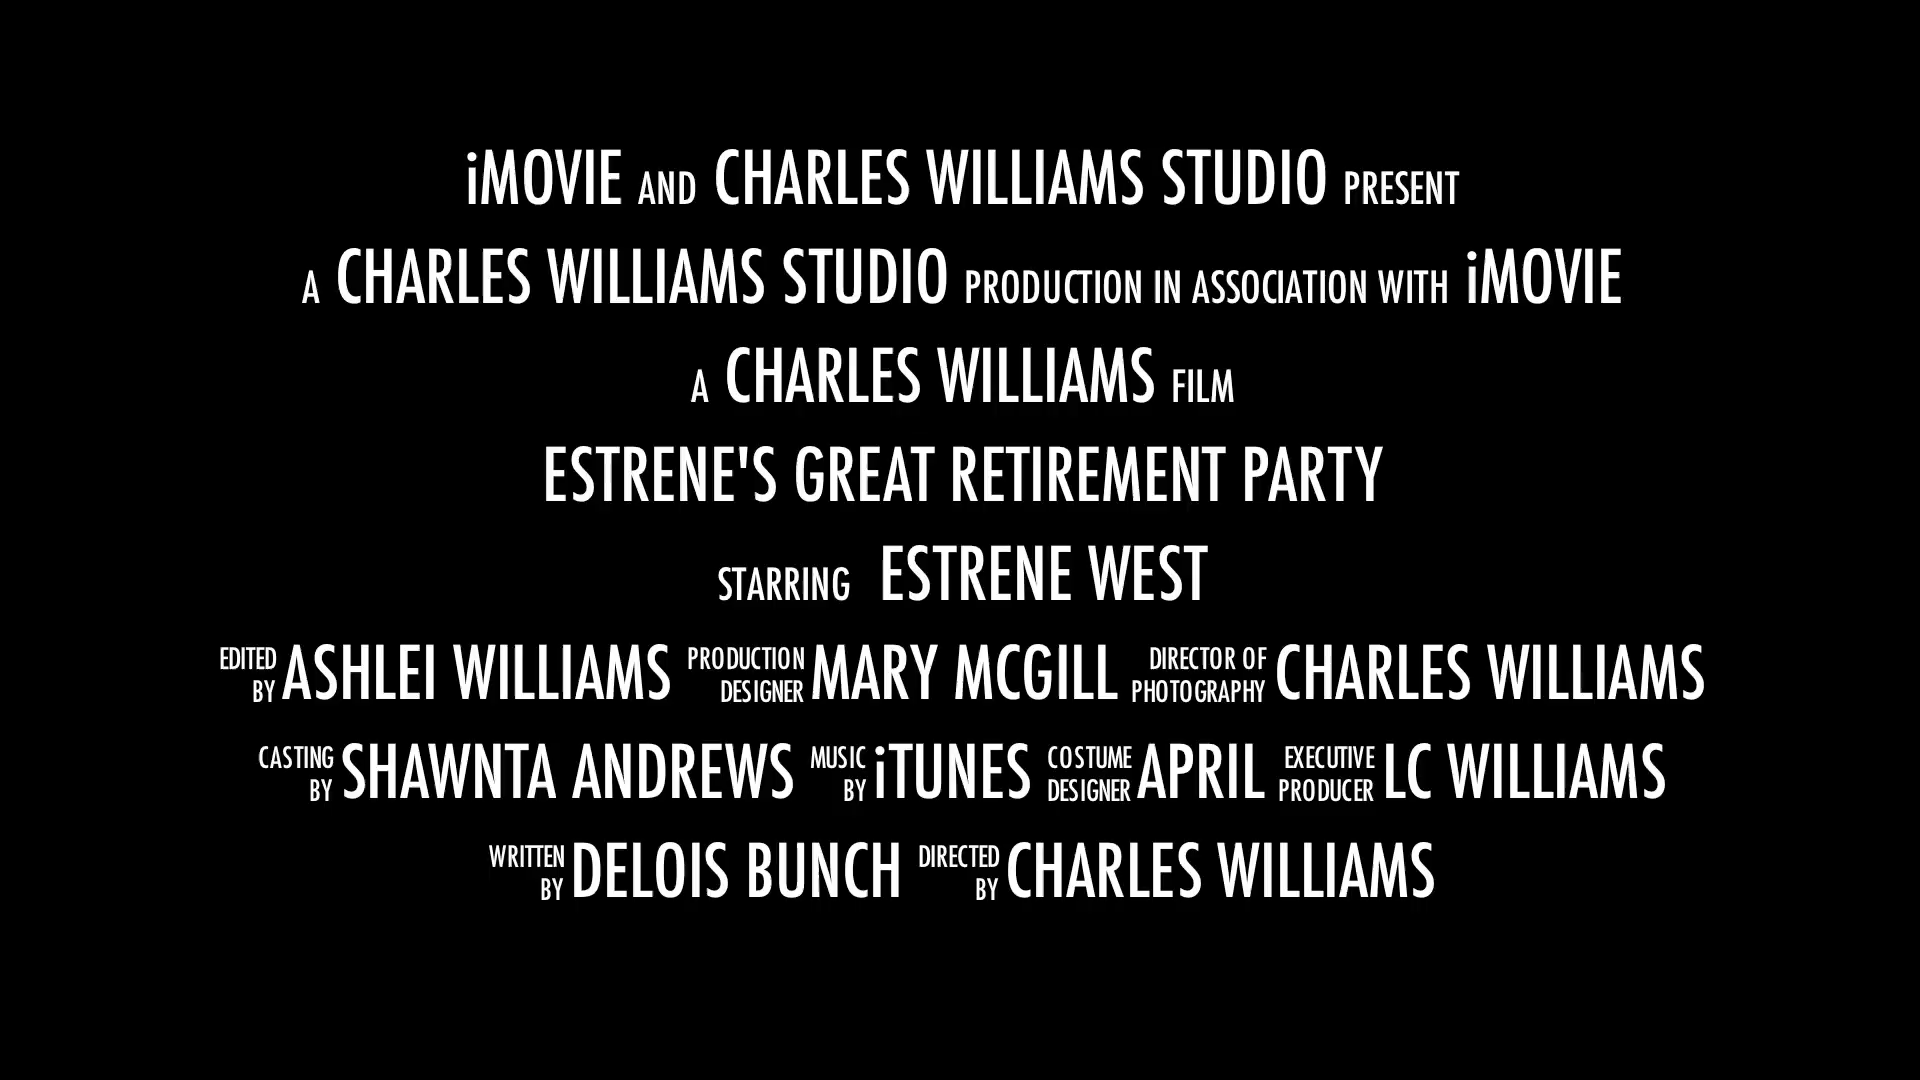 iMOVIE AND CHARLES WILLIAMS STUDIO PRESENT
A CHARLES WILLIAMS STUDIO PRODUCTION IN ASSOCIATION WITH iMOVIE
A CHARLES WILLIAMS FILM
ESTRENE'S GREAT RETIREMENT PARTY
STARRING ESTRENE WEST
EDITED BY ASHLEI WILLIAMS PRODUCTION DESIGNER MARY MCGILL DIRECTOR OF PHOTOGRAPHY CHARLES WILLIAMS
CASTING BY SHAWNTA ANDREWS MUSIC BY iTUNES COSTUME DESIGNER APRIL EXECUTIVE PRODUCER LC WILLIAMS
WRITTEN BY DELOIS BUNCH DIRECTED BY CHARLES WILLIAMS